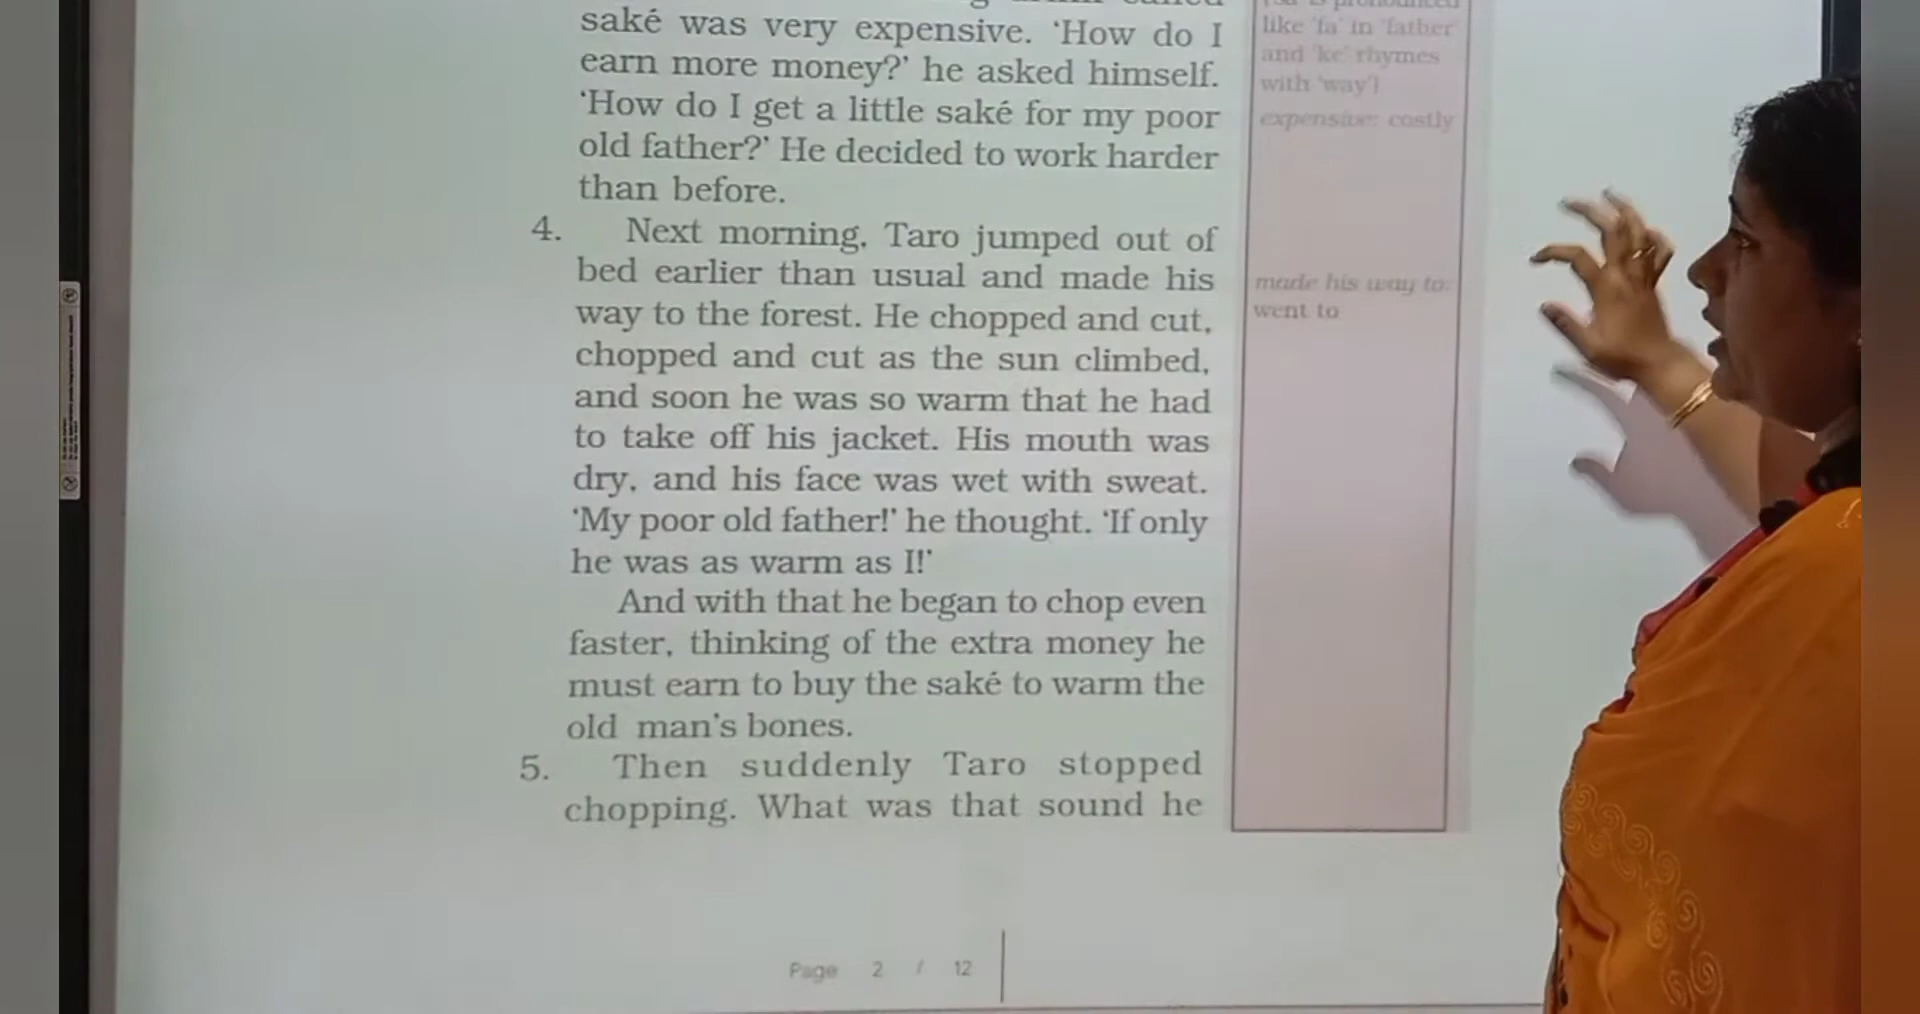 saké was very expensive. ‘How do I
earn more money?’ he asked himself.
‘How do I get a little saké for my poor
old father?’ He decided to work harder
than before.
4. Next morning, Taro jumped out of
bed earlier than usual and made his
way to the forest. He chopped and cut,
chopped and cut as the sun climbed,
and soon he was so warm that he had
to take off his jacket. His mouth was
dry, and his face was wet with sweat.
‘My poor old father!’ he thought. ‘If only
he was as warm as I!’
And with that he began to chop even
faster, thinking of the extra money he
must earn to buy the saké to warm the
old man’s bones.
5. Then suddenly Taro stopped
chopping. What was that sound he
is pronounced
like ‘fa’ in ‘father’
and ‘ke’ rhymes
with ‘way’)
expensive: costly
made his way to:
went to
Page 2 / 12